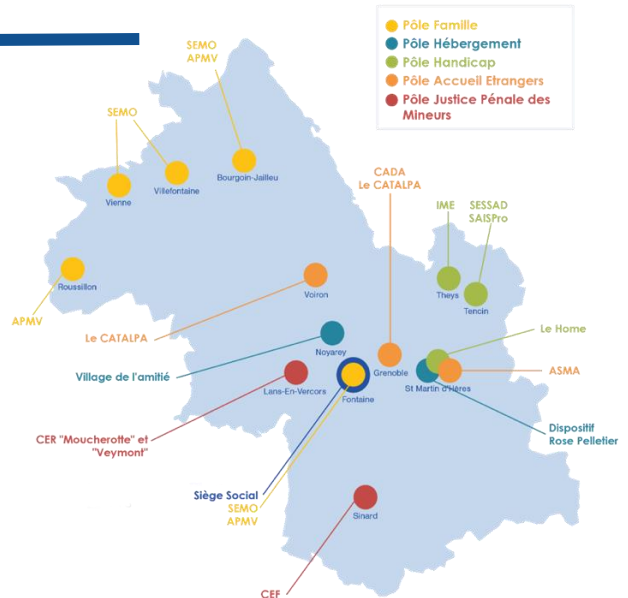 Pôle Famille
Pôle Hébergement
Pôle Handicap
Pôle Accueil Etrangers
Pôle Justice Pénale des
Mineurs
SEMO
APMV
SEMO
Bourgoin-Jailleu
Villefontaine
Vienne
CADA
Le CATALPA
IME
SESSAD
SAISPro
Roussillon
Voiron
Theys
Tencin
APMV
Le CATALPA
Le Home
Noyarey
Village de l'amitié
Grenoble
ASMA
Lans-En-Vercors
Fontaine
St Martin d'Hères
CER "Moucherotte" et
"Veymont"
Dispositif
Rose Pelletier
Siège Social
SEMO
APMV
Sinard
CEF